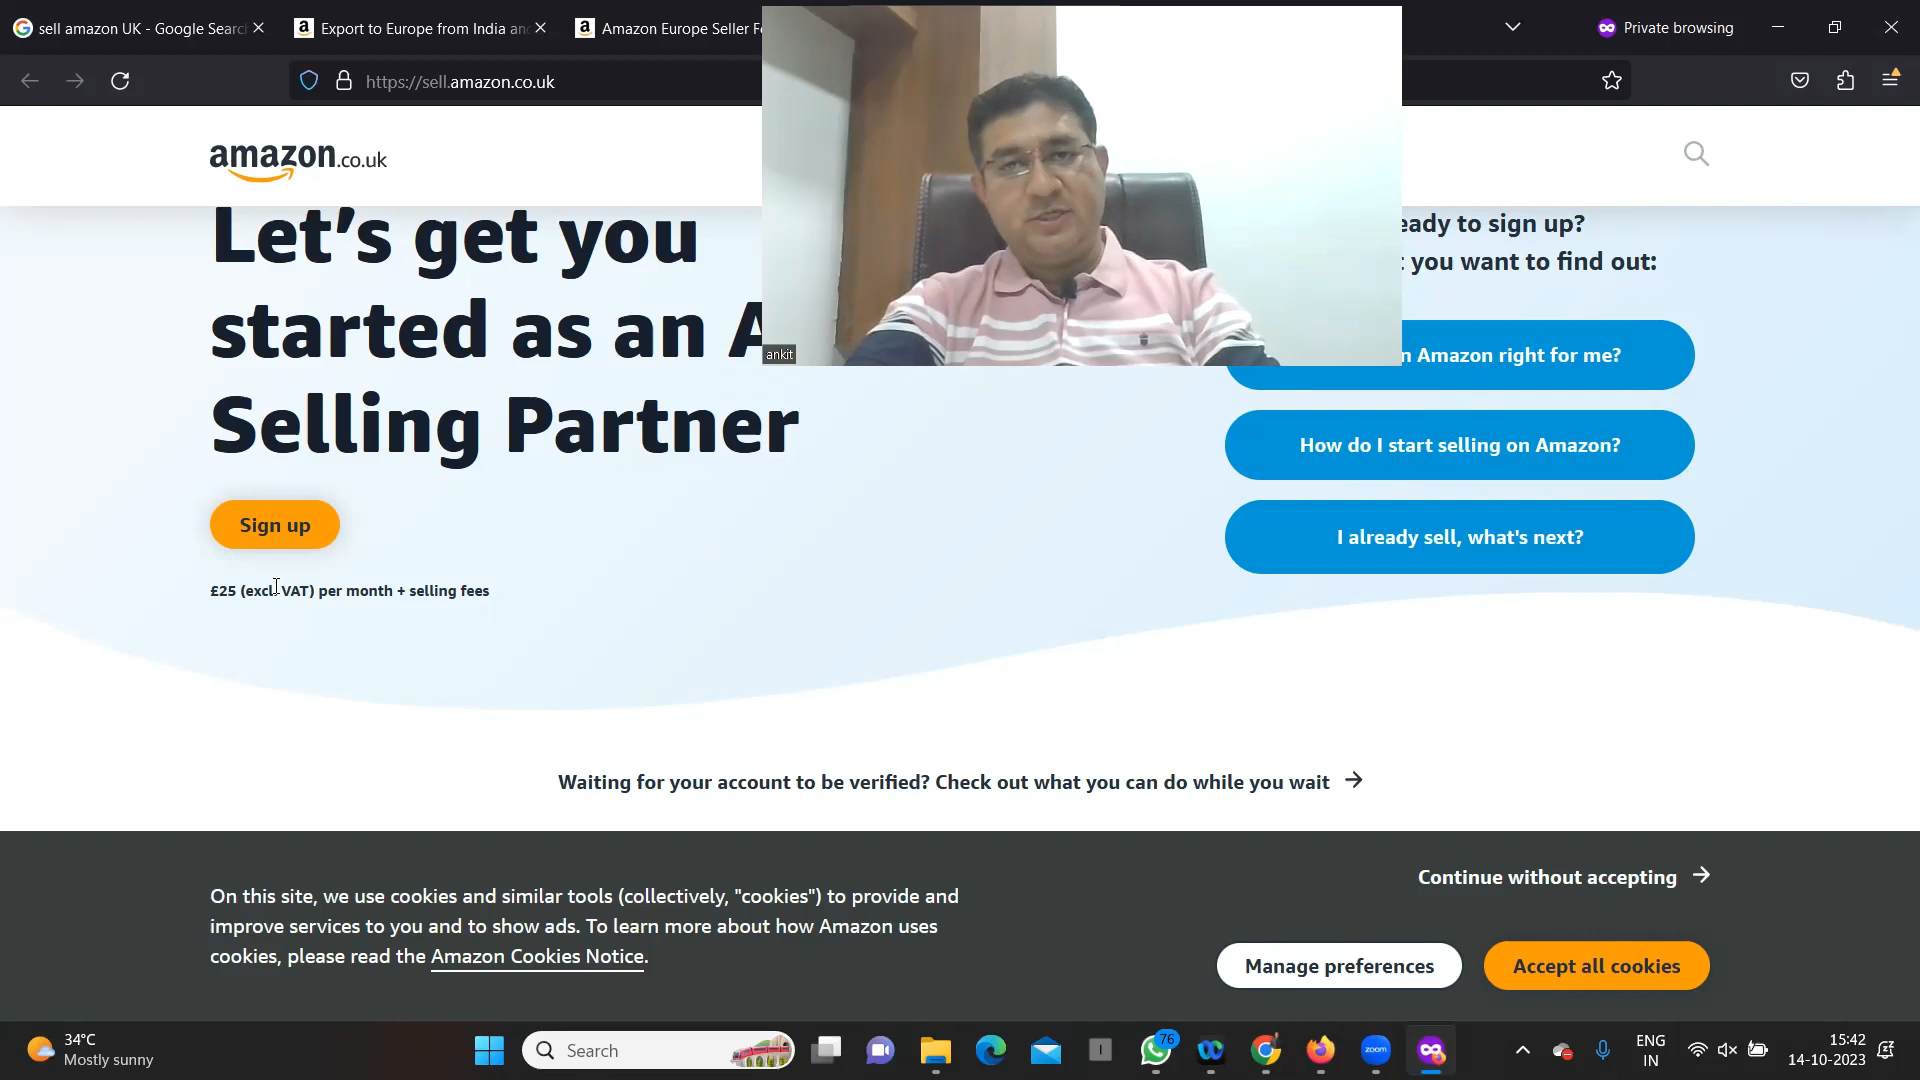 sell amazon UK - Google Searc
Export to Europe from India an
Amazon Europe Seller F
Private browsing
https://sell.amazon.co.uk
amazon.co.uk
Let’s get you
started as an A
Selling Partner
Sign up
£25 (excl. VAT) per month + selling fees
ankit
eady to sign up?
t you want to find out:
n Amazon right for me?
How do I start selling on Amazon?
I already sell, what's next?
Waiting for your account to be verified? Check out what you can do while you wait
On this site, we use cookies and similar tools (collectively, "cookies") to provide and
improve services to you and to show ads. To learn more about how Amazon uses
cookies, please read the Amazon Cookies Notice.
Continue without accepting
Manage preferences
Accept all cookies
34°C
Mostly sunny
Search
76
zoom
ENG
IN
15:42
14-10-2023